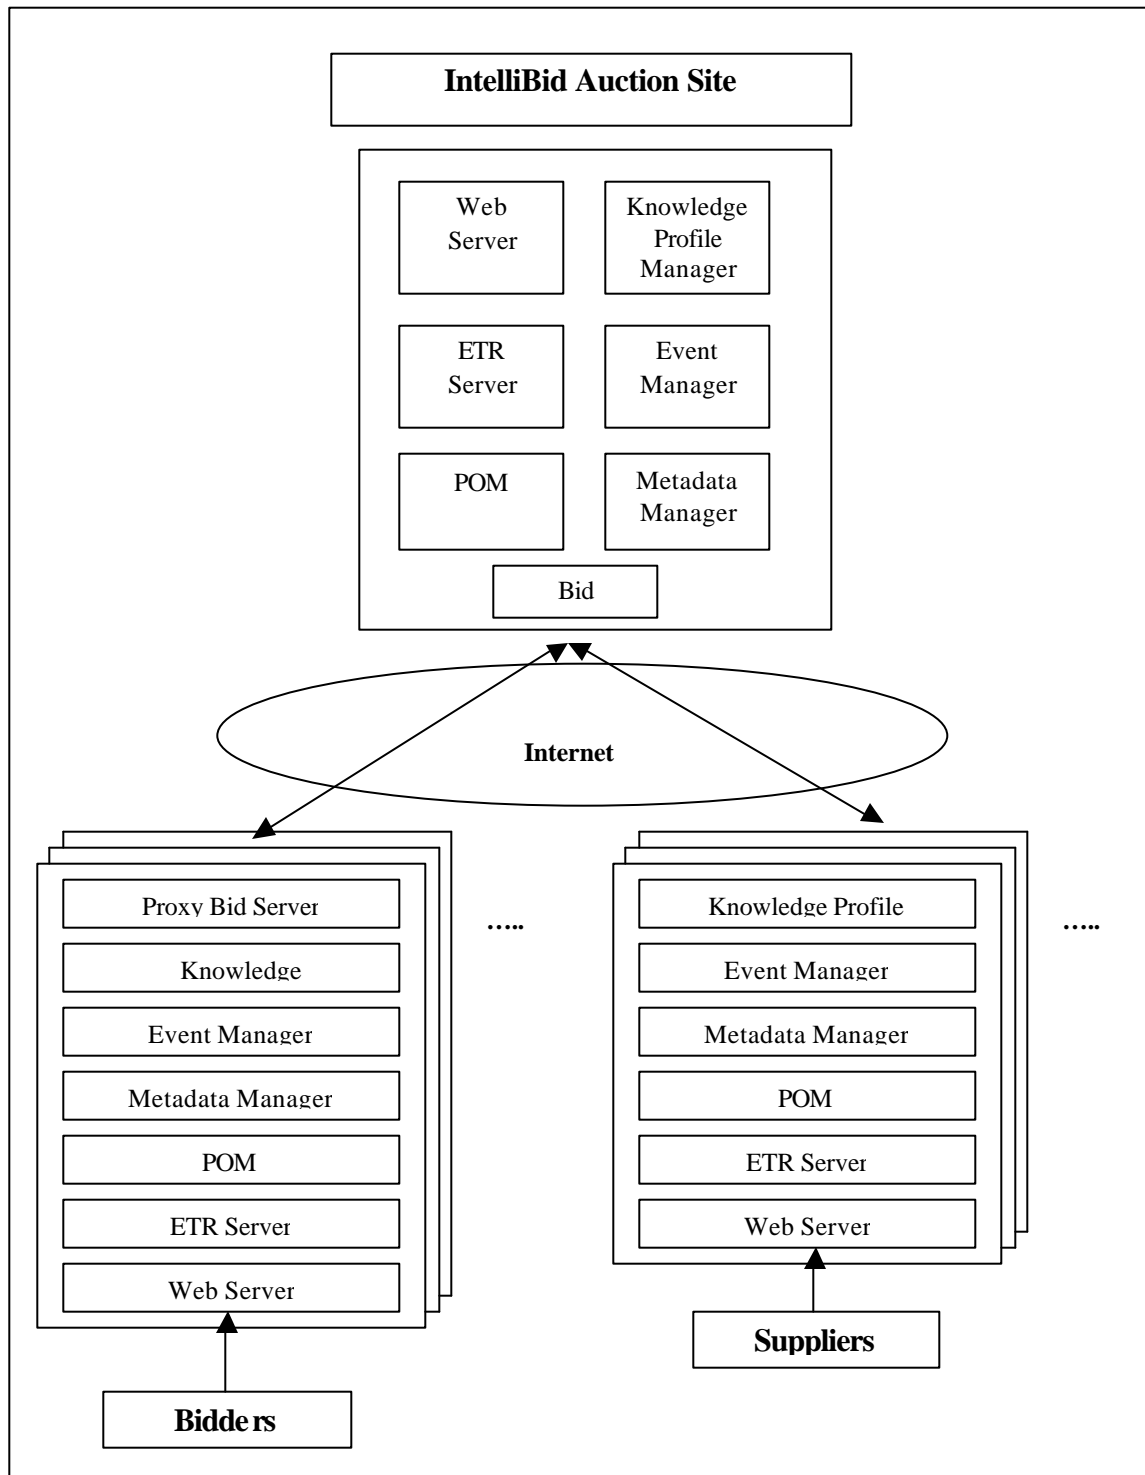 IntelliBid Auction Site
Web
Server
Knowledge
Profile
Manager
ETR
Server
Event
Manager
POM
Metadata
Manager
Bid
Internet
Proxy Bid Server
Knowledge
Event Manager
Metadata Manager
POM
ETR Server
Web Server
Bidders
.....
Knowledge Profile
Event Manager
Metadata Manager
POM
ETR Server
Web Server
Suppliers
.....